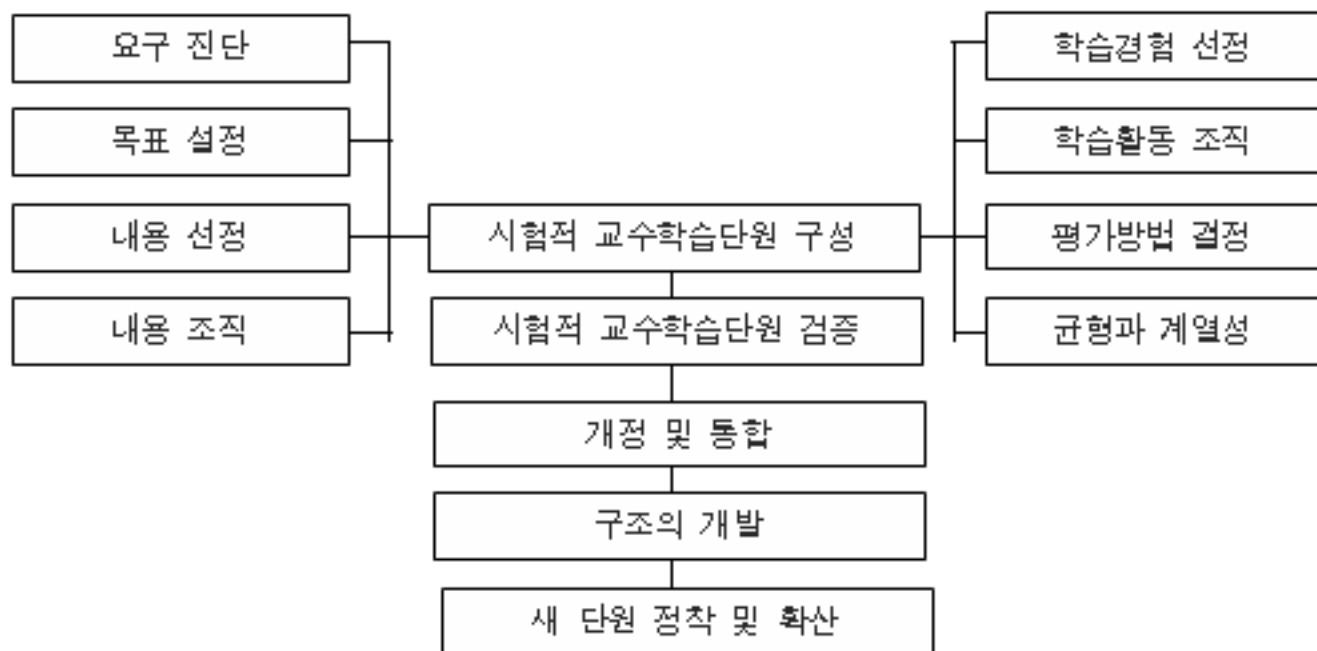 요구 진단
목표 설정
내용 선정
내용 조직
시험적 교수학습단원 구성
시험적 교수학습단원 검증
개정 및 통합
구조의 개발
새 단원 정착 및 확산
학습경험 선정
학습활동 조직
평가방법 결정
균형과 계열성